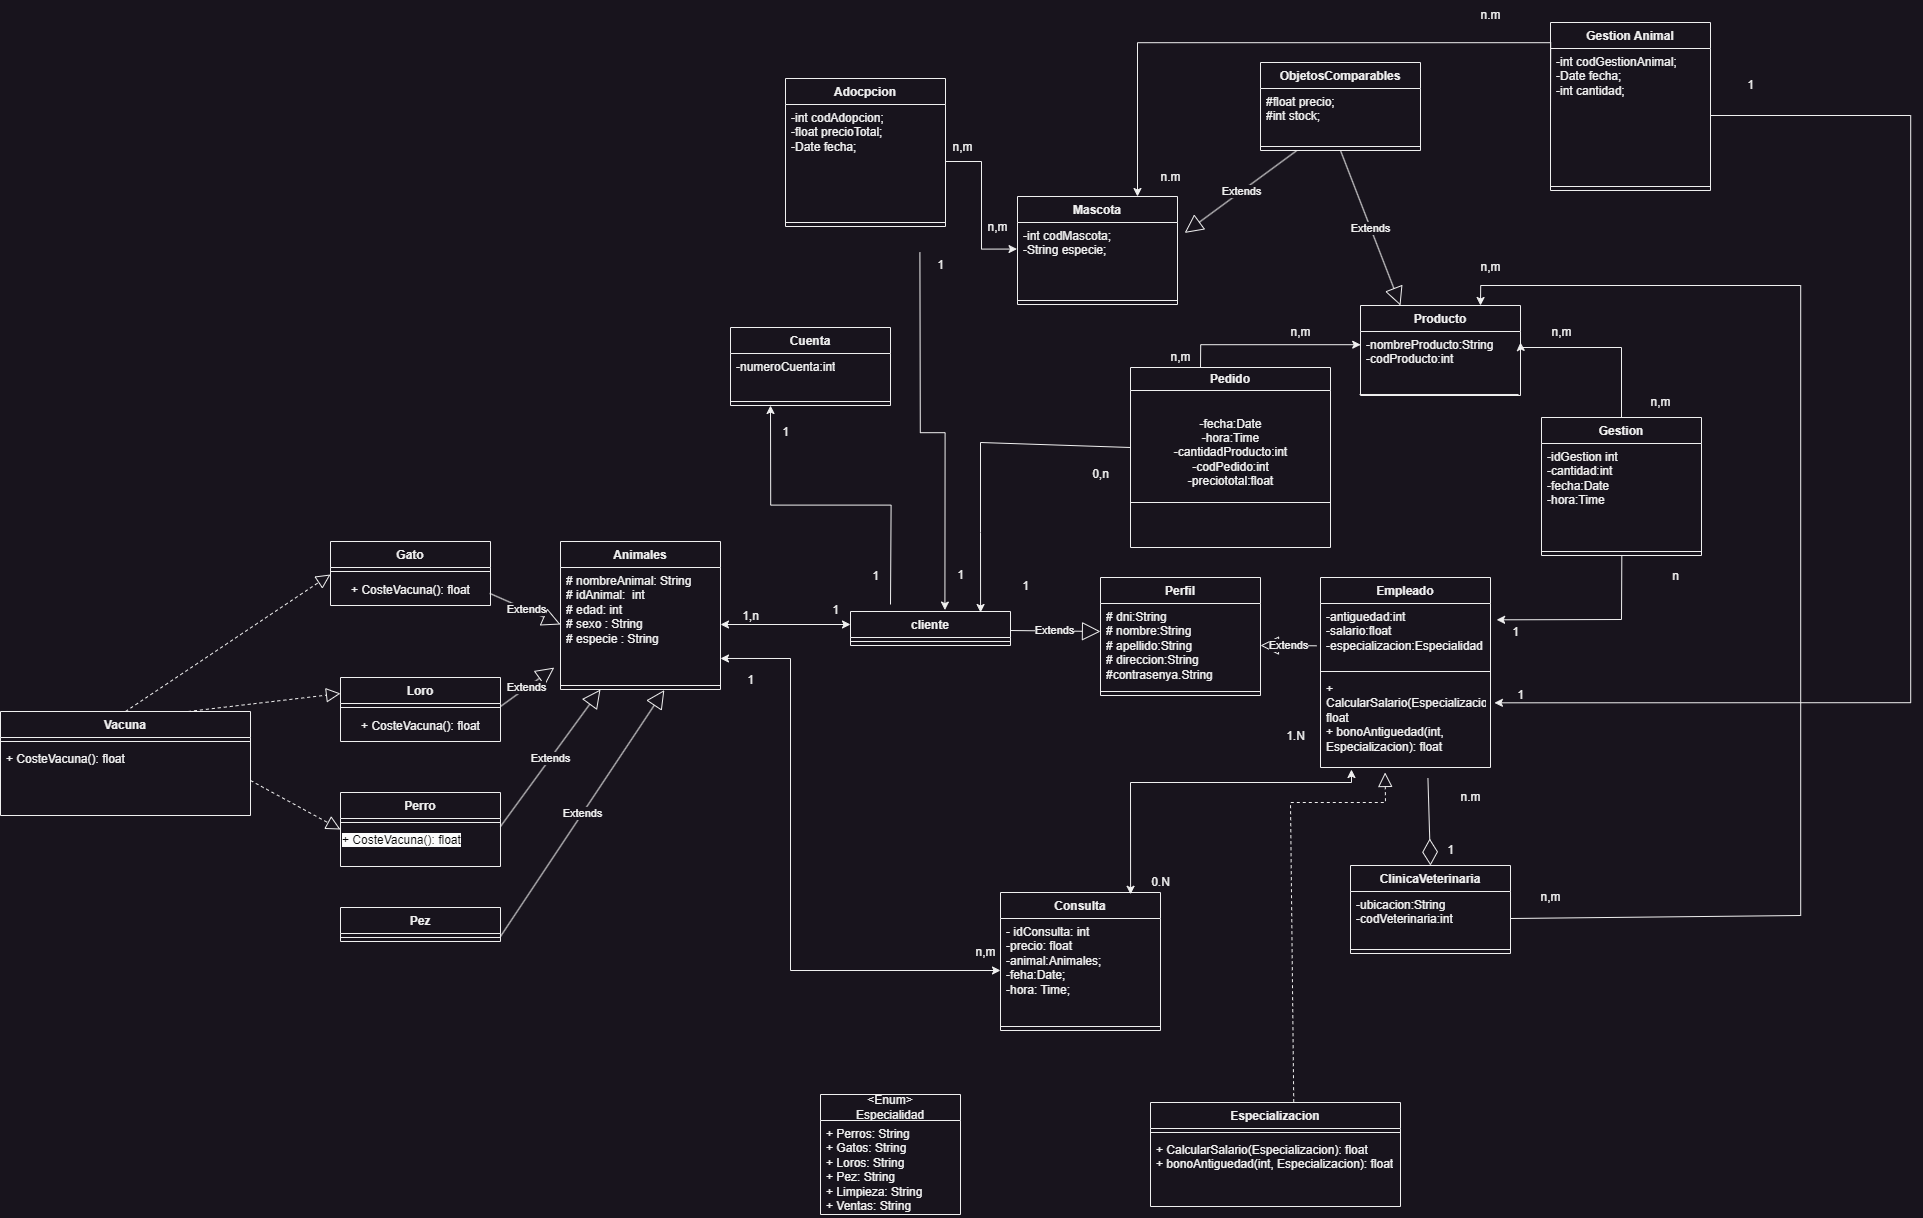 n.m
Gestion Animal
-int codGestionAnimal;
-Date fecha;
-int cantidad;
1
ObjetosComparables
#float precio;
#int stock;
Adocpcion
-int codAdopcion;
-float precioTotal;
-Date fecha;
n,m
n.m
Extends
Mascota
-int codMascota;
-String especie;
n,m
Extends
1
n,m
Producto
-nombreProducto:String
-codProducto:int
n,m
n,m
Cuenta
-numeroCuenta:int
n,m
Pedido
-fecha:Date
-hora:Time
-cantidadProducto:int
-codPedido:int
-preciototal:float
n,m
Gestion
-idGestion int
-cantidad:int
-fecha:Date
-hora:Time
1
0,n
Gato
+ CosteVacuna(): float
Extends
Animales
# nombreAnimal: String
# idAnimal:  int
# edad: int
# sexo : String
# especie : String
1
1
1
n
1,n
1
cliente
Extends
Perfil
# dni:String
# nombre:String
# apellido:String
# direccion:String
#contrasenya.String
Extends
Empleado
-antiguedad:int
-salario:float
-especializacion:Especialidad
+
CalcularSalario(Especializacio
float
+ bonoAntiguedad(int,
Especializacion): float
1
1
Loro
+ CosteVacuna(): float
Extends
1
Vacuna
+ CosteVacuna(): float
Extends
1.N
Perro
+ CosteVacuna(): float
Extends
n.m
1
Pez
ClinicaVeterinaria
-ubicacion:String
-codVeterinaria:int
n,m
0.N
Consulta
- idConsulta: int
-precio: float
-animal:Animales;
-feha:Date;
-hora: Time;
n,m
<Enum>
Especialidad
+ Perros: String
+ Gatos: String
+ Loros: String
+ Pez: String
+ Limpieza: String
+ Ventas: String
Especializacion
+ CalcularSalario(Especializacion): float
+ bonoAntiguedad(int, Especializacion): float